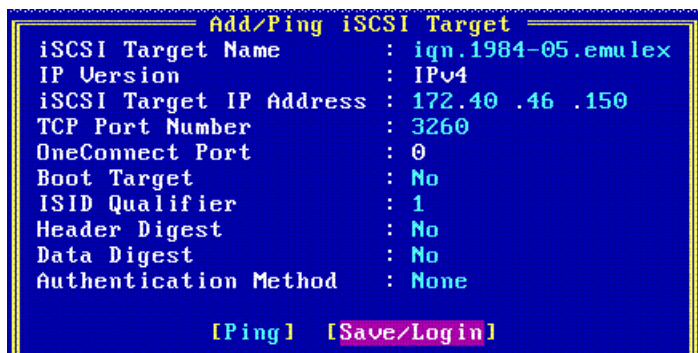 Add/Ping iSCSI Target
iSCSI Target Name : iqn.1984-05.emulex
IP Version : IPv4
iSCSI Target IP Address : 172.40 .46 .150
TCP Port Number : 3260
OneConnect Port : 0
Boot Target : No
ISID Qualifier : 1
Header Digest : No
Data Digest : No
Authentication Method : None
[Ping] [Save/Login]